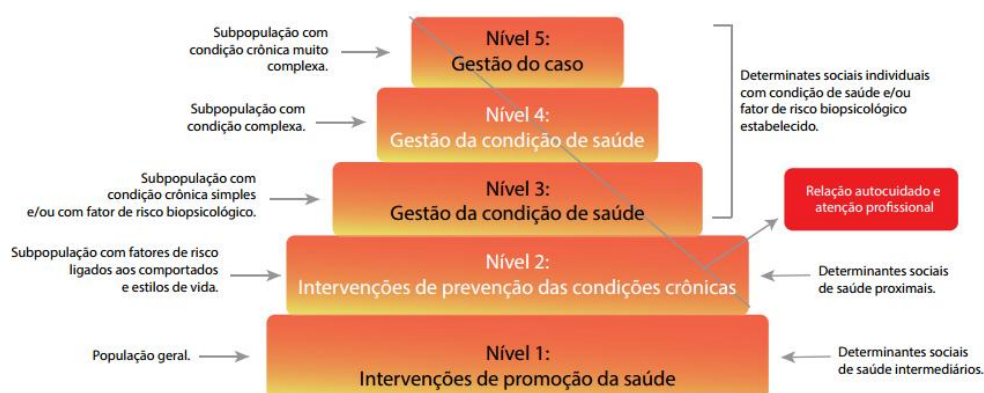 Subpopulação com
condição crônica muito
complexa.
Nível 5:
Gestão do caso
Determinates sociais individuais
com condição de saúde e/ou
fator de risco biopsicológico
estabelecido.
Subpopulação com
condição complexa.
Nível 4:
Gestão da condição de saúde
Subpopulação com
condição crônica simples
e/ou com fator de risco biopsicológico.
Nível 3:
Gestão da condição de saúde
Relação autocuidado e
atenção profissional
Subpopulação com fatores de risco
ligados aos comportados
e estilos de vida.
Nível 2:
Intervenções de prevenção das condições crônicas
Determinantes sociais
de saúde proximais.
População geral.
Nível 1:
Intervenções de promoção da saúde
Determinantes sociais
de saúde intermediários.